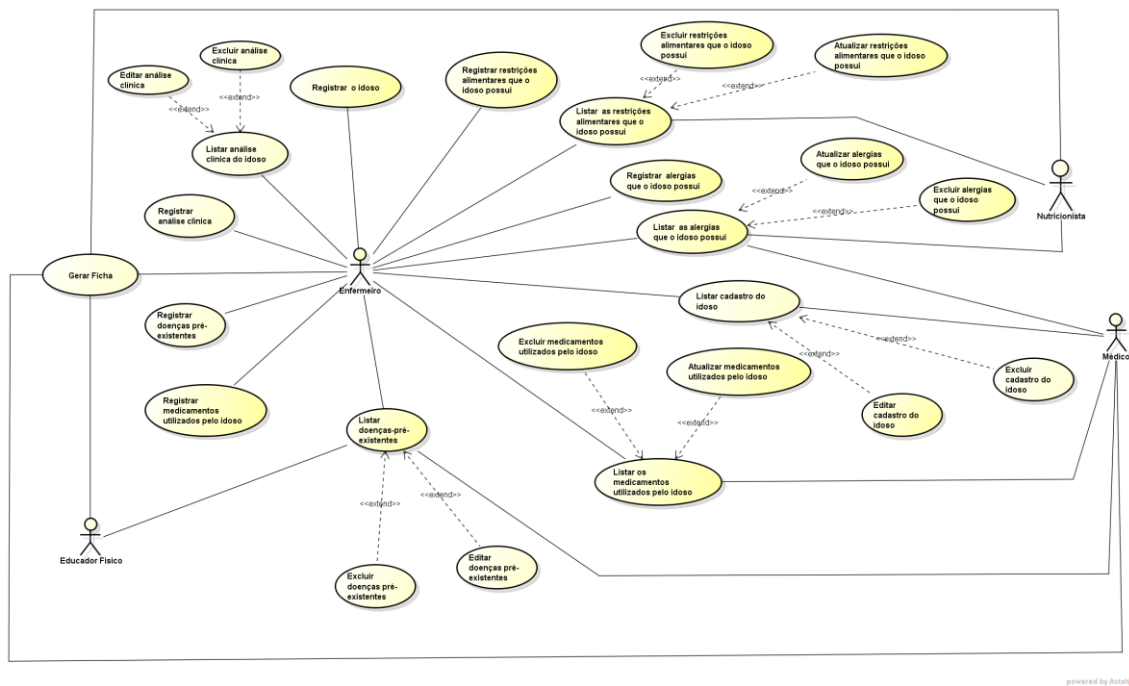 Excluir análise
clinica
Editar análise
clinica
<<extend>>
<<extend>>
Listar análise
clinica do idoso
Registrar o idoso
Registrar restrições
alimentares que o
idoso possui
Excluir restrições
alimentares que o idoso
possui
Atualizar restrições
alimentares que o idoso
possui
<<extend>>
<<extend>>
Listar as restrições
alimentares que o
idoso possui
Registrar alergias
que o idoso possui
Atualizar alergias
que o idoso possui
<<extend>>
Excluir alergias
que o idoso
possui
<<extend>>
Listar as alergias
que o idoso possui
Nutricionista
Registrar
análise clinica
Gerar Ficha
Enfermeiro
Listar cadastro do
idoso
Médico
Registrar
doenças pré-
existentes
Excluir medicamentos
utilizados pelo idoso
Atualizar medicamentos
utilizados pelo idoso
<<extend>>
<<extend>>
Excluir
cadastro do
idoso
Editar
cadastro do
idoso
Registrar
medicamentos
utilizados pelo idoso
<<extend>>
<<extend>>
Listar
doenças-pré-
existentes
Listar os
medicamentos
utilizados pelo idoso
<<extend>>
<<extend>>
Educador Fisico
Excluir
doenças pré-
existentes
Editar
doenças pré-
existentes
powered by Astah